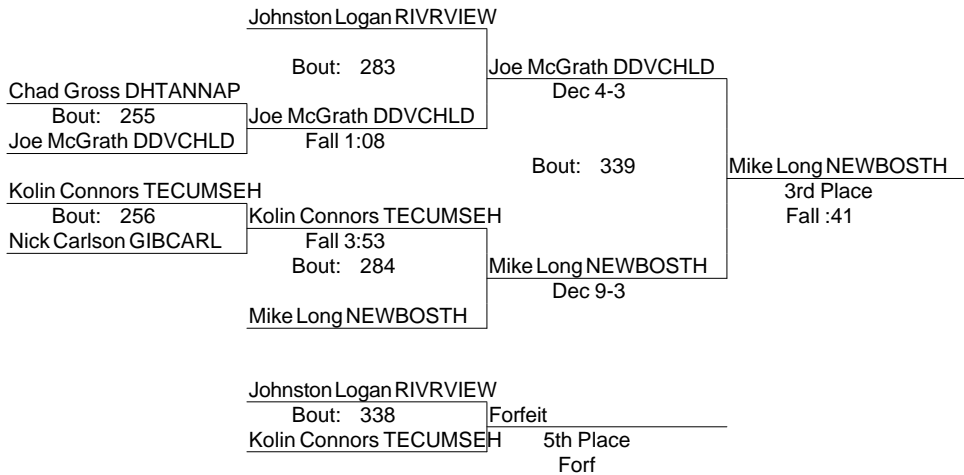 Johnston Logan RIVRVIEW
Bout: 283
Joe McGrath DDVCHLD
Dec 4-3
Chad Gross DHTANNAP
Bout: 255
Joe McGrath DDVCHLD
Joe McGrath DDVCHLD
Fall 1:08
Bout: 339
Mike Long NEWBOSTH
3rd Place
Fall :41
Kolin Connors TECUMSEH
Bout: 256
Nick Carlson GIBCARL
Kolin Connors TECUMSEH
Fall 3:53
Bout: 284
Mike Long NEWBOSTH
Dec 9-3
Mike Long NEWBOSTH
Johnston Logan RIVRVIEW
Bout: 338
Kolin Connors TECUMSEH
Forfeit
5th Place
Forf